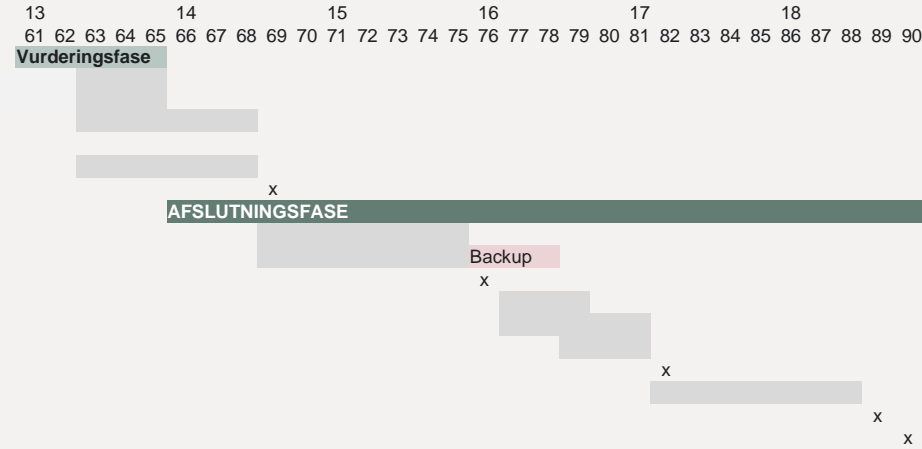 13 14 15 16 17 18
61 62 63 64 65 66 67 68 69 70 71 72 73 74 75 76 77 78 79 80 81 82 83 84 85 86 87 88 89 90
Vurderingsfase
x
AFSLUTNINGSFASE
Backup
x
x
x
x